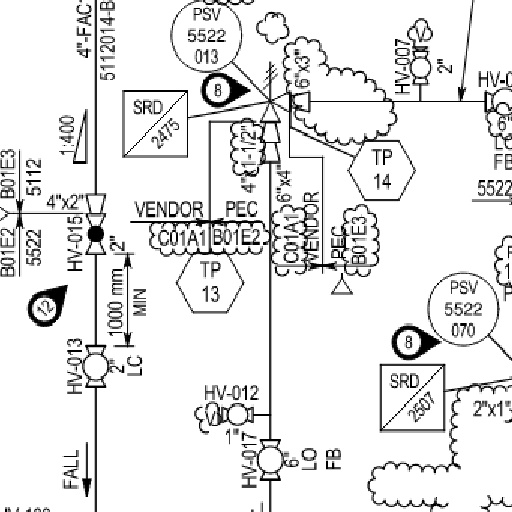 4"-FAC
5112014-B
PSV
5522
013
8
6"x3"
HV-007
2"
V
HV-0
6"
LO
FB
5522
SRD
2475
1:400
4"x1-1/2"
TP
14
B01E3
5112
B01E2
5522
4"x2"
HV-015
2"
VENDOR
PEC
C01A1
B01E2
TP
13
6"x4"
C01A1
VENDOR
PEC
B01E3
12
1000 mm
MIN
HV-013
2"
LC
PSV
5522
070
8
SRD
2507
2"x1"
HV-012
V
1"
HV-017
6"
LO
FB
FALL